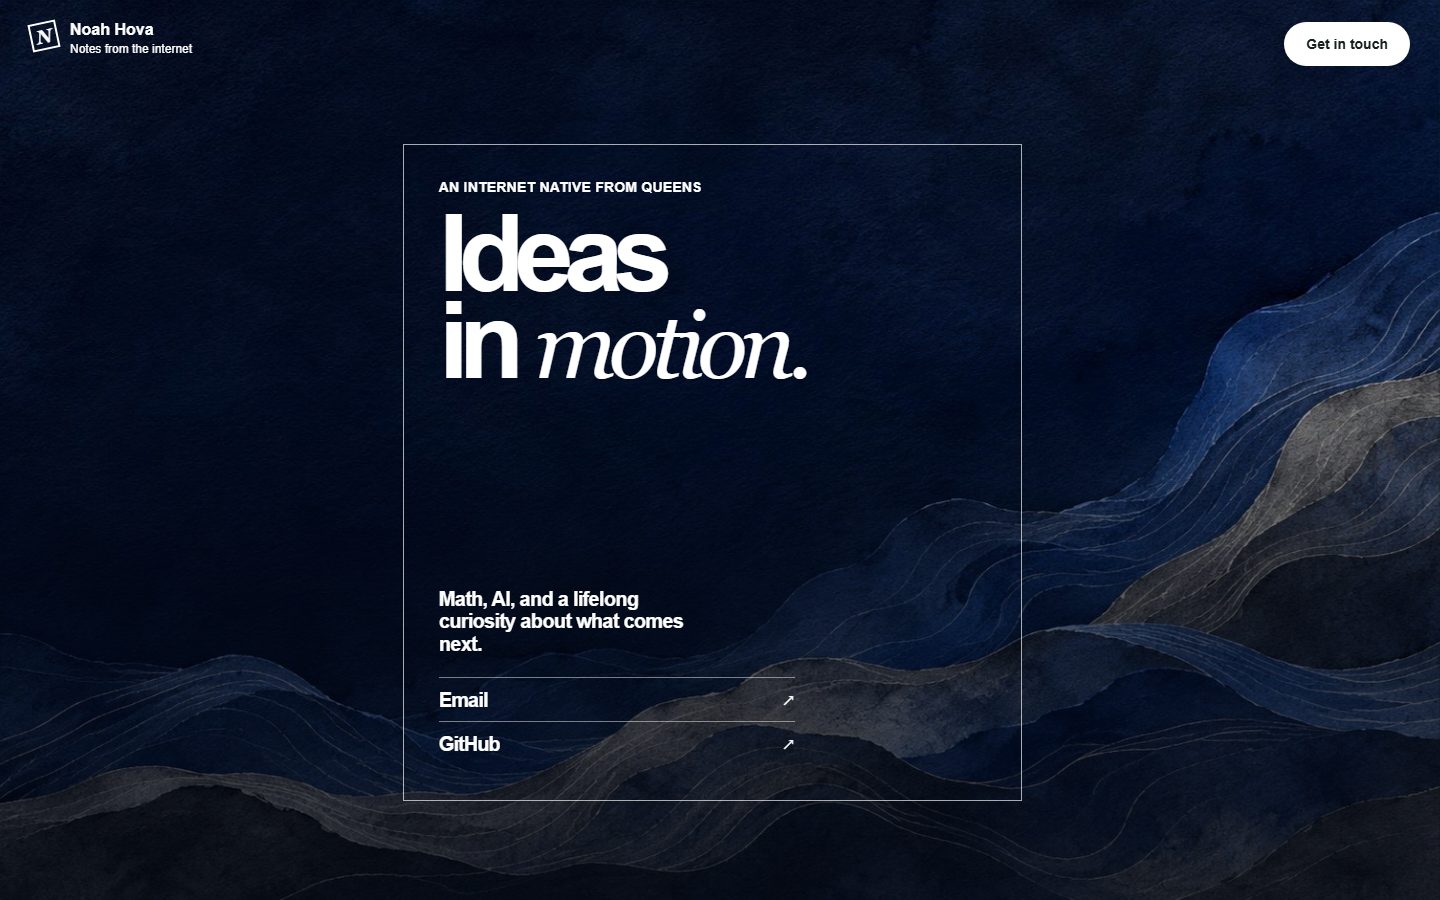 N
Noah Hova
Notes from the internet
Get in touch
AN INTERNET NATIVE FROM QUEENS
Ideas
in motion.
Math, AI, and a lifelong
curiosity about what comes
next.
Email ↗
GitHub ↗